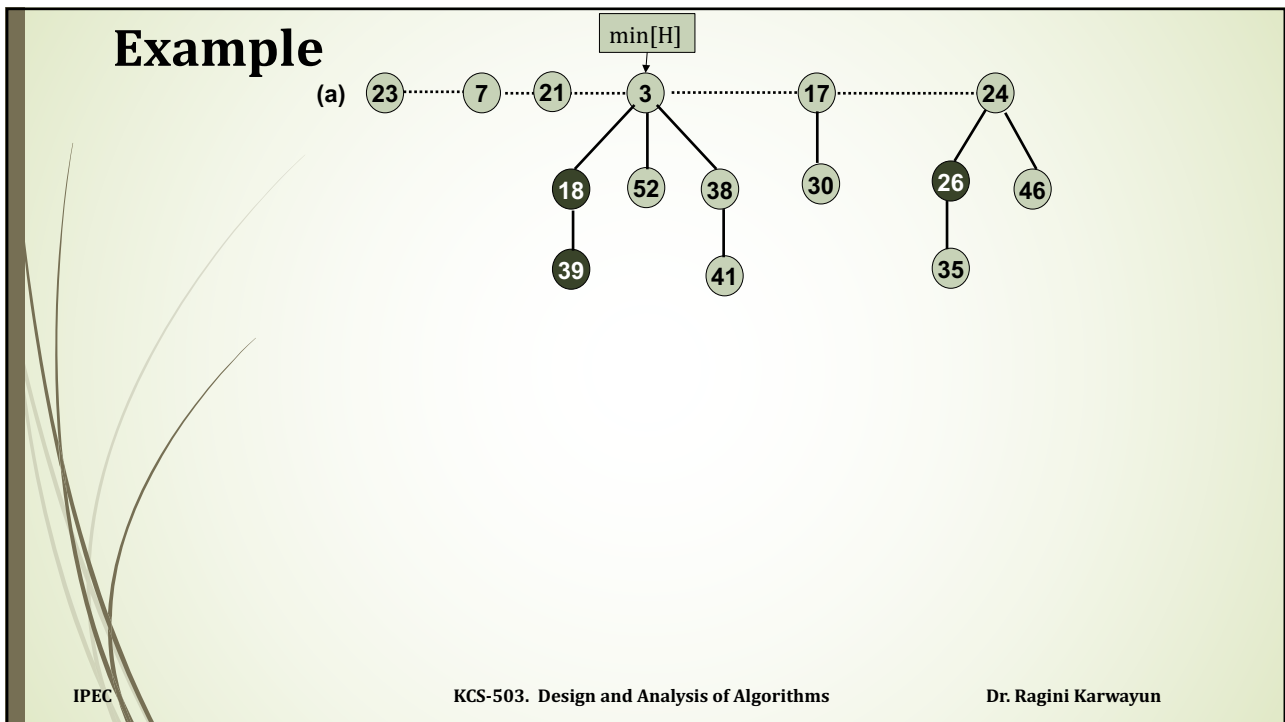 Example
min[H]
(a) 23 7 21 3 17 24
18 52 38 30 26 46
39 41 35
IPEC KCS-503. Design and Analysis of Algorithms Dr. Ragini Karwayun